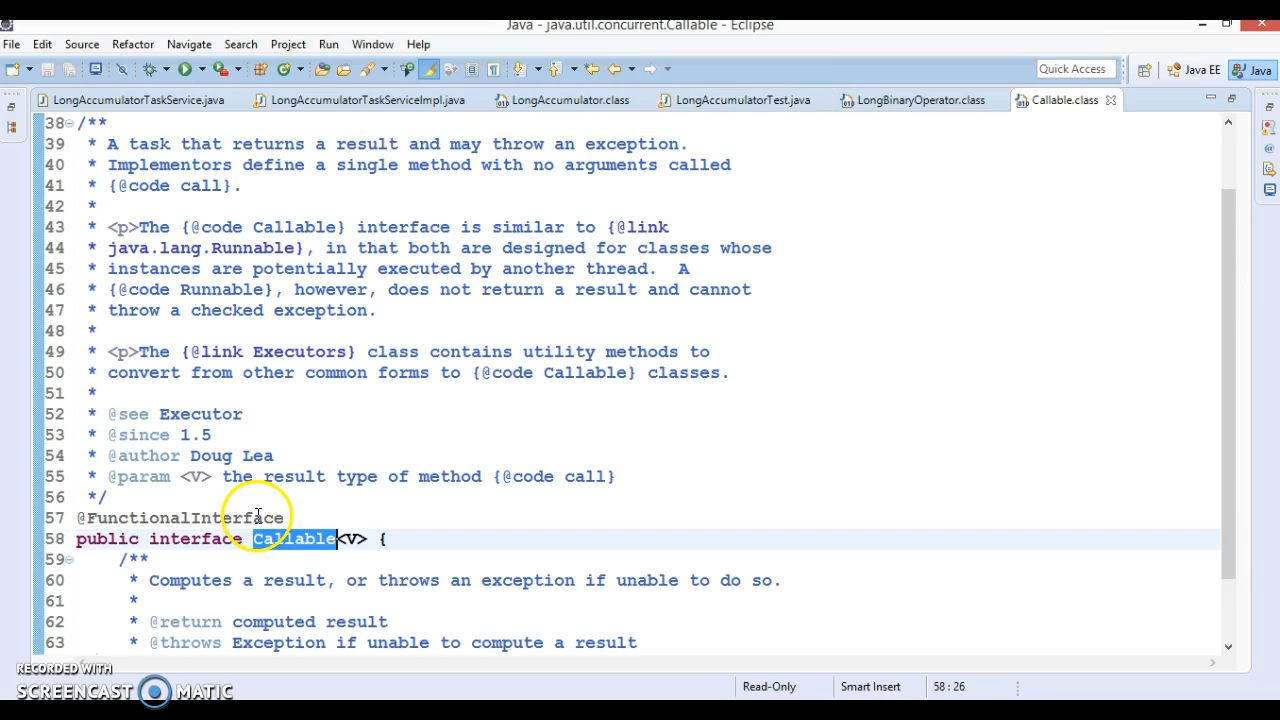 Java - java.util.concurrent.Callable - Eclipse
File Edit Source Refactor Navigate Search Project Run Window Help
Quick Access Java EE Java
LongAccumulatorTaskService.java LongAccumulatorTaskServiceImpl.java LongAccumulator.class LongAccumulatorTest.java LongBinaryOperator.class Callable.class
38 /**
39 * A task that returns a result and may throw an exception.
40 * Implementors define a single method with no arguments called
41 * {@code call}.
42 *
43 * <p>The {@code Callable} interface is similar to {@link
44 * java.lang.Runnable}, in that both are designed for classes whose
45 * instances are potentially executed by another thread.  A
46 * {@code Runnable}, however, does not return a result and cannot
47 * throw a checked exception.
48 *
49 * <p>The {@link Executors} class contains utility methods to
50 * convert from other common forms to {@code Callable} classes.
51 *
52 * @see Executor
53 * @since 1.5
54 * @author Doug Lea
55 * @param <V> the result type of method {@code call}
56 */
57 @FunctionalInterface
58 public interface Callable<V> {
59 /**
60 * Computes a result, or throws an exception if unable to do so.
61 *
62 * @return computed result
63 * @throws Exception if unable to compute a result
RECORDED WITH
SCREENCAST MATIC
Read-Only Smart Insert 58 : 26